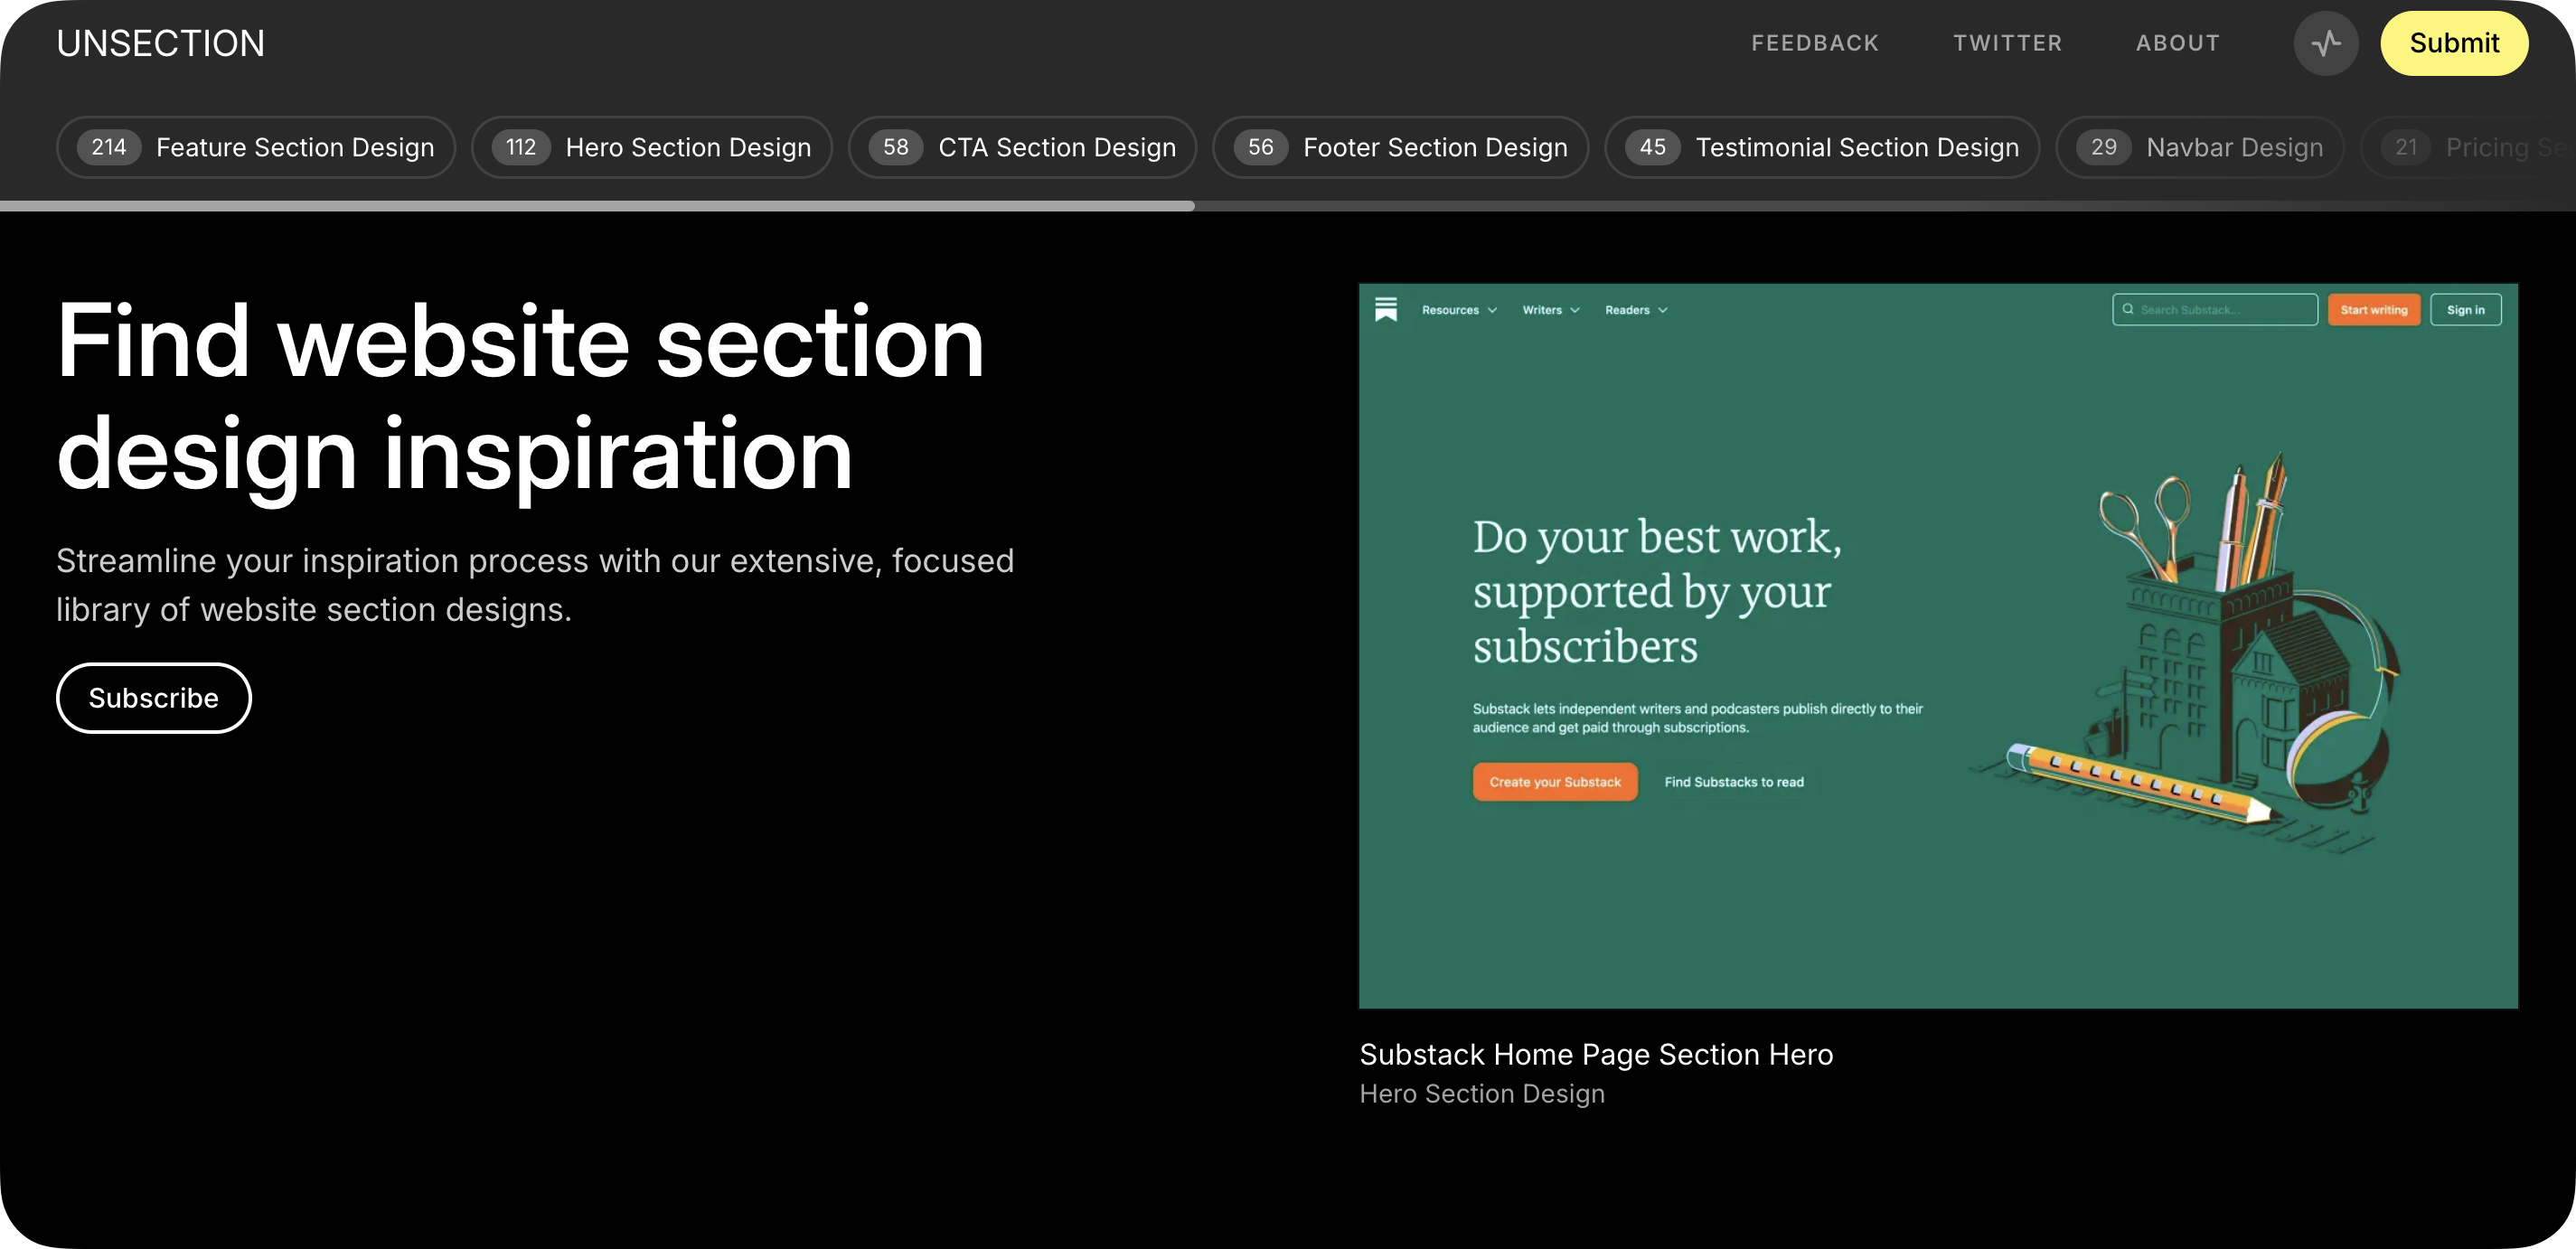 UNSECTION
FEEDBACK
TWITTER
ABOUT
Submit
214 Feature Section Design
112 Hero Section Design
58 CTA Section Design
56 Footer Section Design
45 Testimonial Section Design
29 Navbar Design
21 Pricing
Find website section
design inspiration
Streamline your inspiration process with our extensive, focused
library of website section designs.
Subscribe
Resources
Writers
Readers
Search Substack...
Start writing
Sign in
Do your best work,
supported by your
subscribers
Substack lets independent writers and podcasters publish directly to their
audience and get paid through subscriptions.
Create your Substack
Find Substacks to read
Substack Home Page Section Hero
Hero Section Design